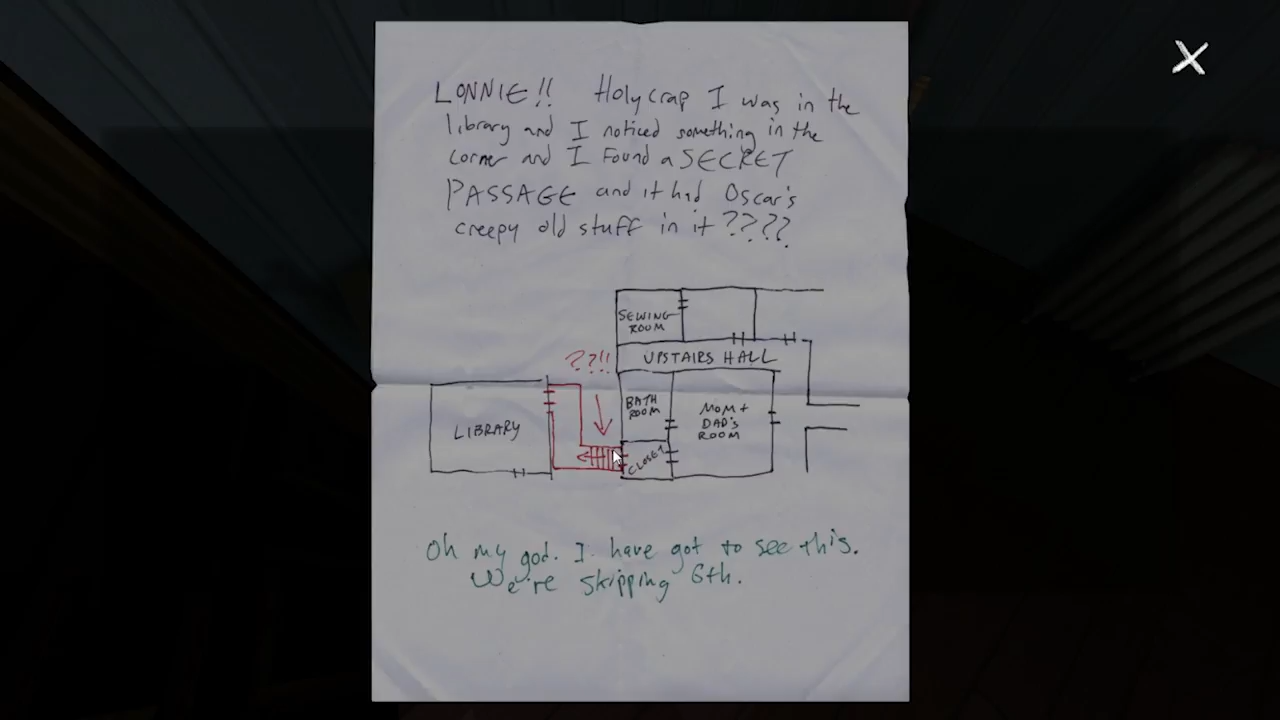 LONNIE!! Holy crap I was in the
library and I noticed something in the
corner and I found a SECRET
PASSAGE and it had Oscar's
creepy old stuff in it ????
SEWING
ROOM
UPSTAIRS HALL
??!!
BATH
ROOM
MOM +
DAD'S
ROOM
LIBRARY
CLOSET
Oh my god. I have got to see this.
We're skipping 6th.